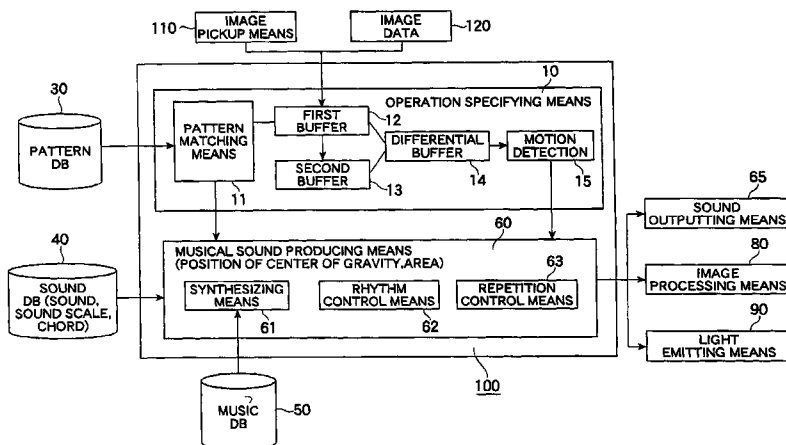 110
IMAGE
PICKUP MEANS
IMAGE
DATA
120
10
OPERATION SPECIFYING MEANS
30
PATTERN
DB
PATTERN
MATCHING
MEANS
11
12
FIRST
BUFFER
SECOND
BUFFER
13
DIFFERENTIAL
BUFFER
14
MOTION
DETECTION
15
40
SOUND
DB (SOUND,
SOUND SCALE,
CHORD)
60
MUSICAL SOUND PRODUCING MEANS
(POSITION OF CENTER OF GRAVITY,AREA)
SYNTHESIZING
MEANS
61
RHYTHM
CONTROL MEANS
62
63
REPETITION
CONTROL MEANS
65
SOUND
OUTPUTTING MEANS
80
IMAGE
PROCESSING MEANS
90
LIGHT
EMITTING MEANS
100
MUSIC
DB
50